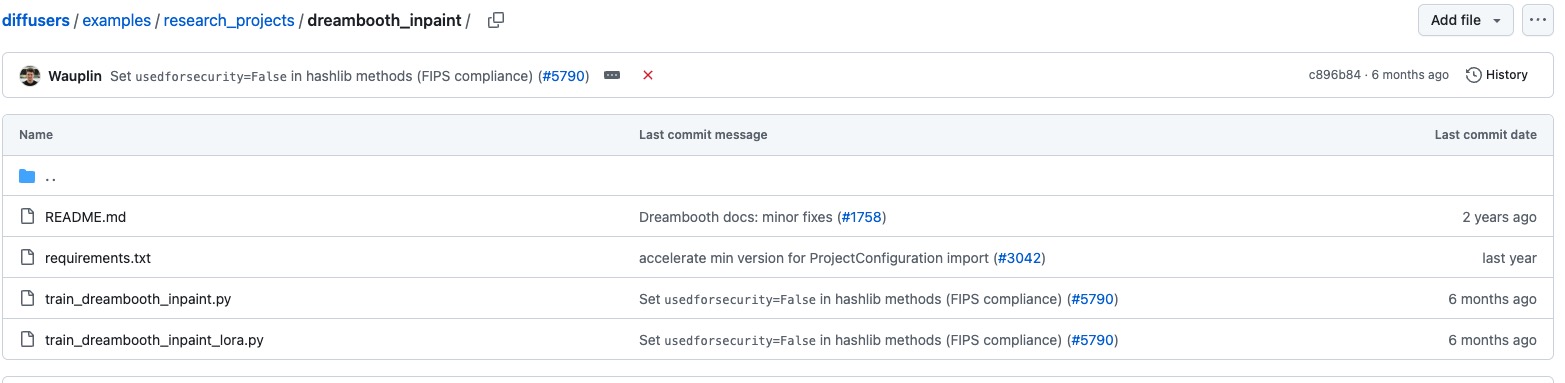 diffusers / examples / research_projects / dreambooth_inpaint /
Add file
Wauplin Set usedforsecurity=False in hashlib methods (FIPS compliance) (#5790)
c896b84 · 6 months ago
History
Name Last commit message Last commit date
..
README.md Dreambooth docs: minor fixes (#1758) 2 years ago
requirements.txt accelerate min version for ProjectConfiguration import (#3042) last year
train_dreambooth_inpaint.py Set usedforsecurity=False in hashlib methods (FIPS compliance) (#5790) 6 months ago
train_dreambooth_inpaint_lora.py Set usedforsecurity=False in hashlib methods (FIPS compliance) (#5790) 6 months ago